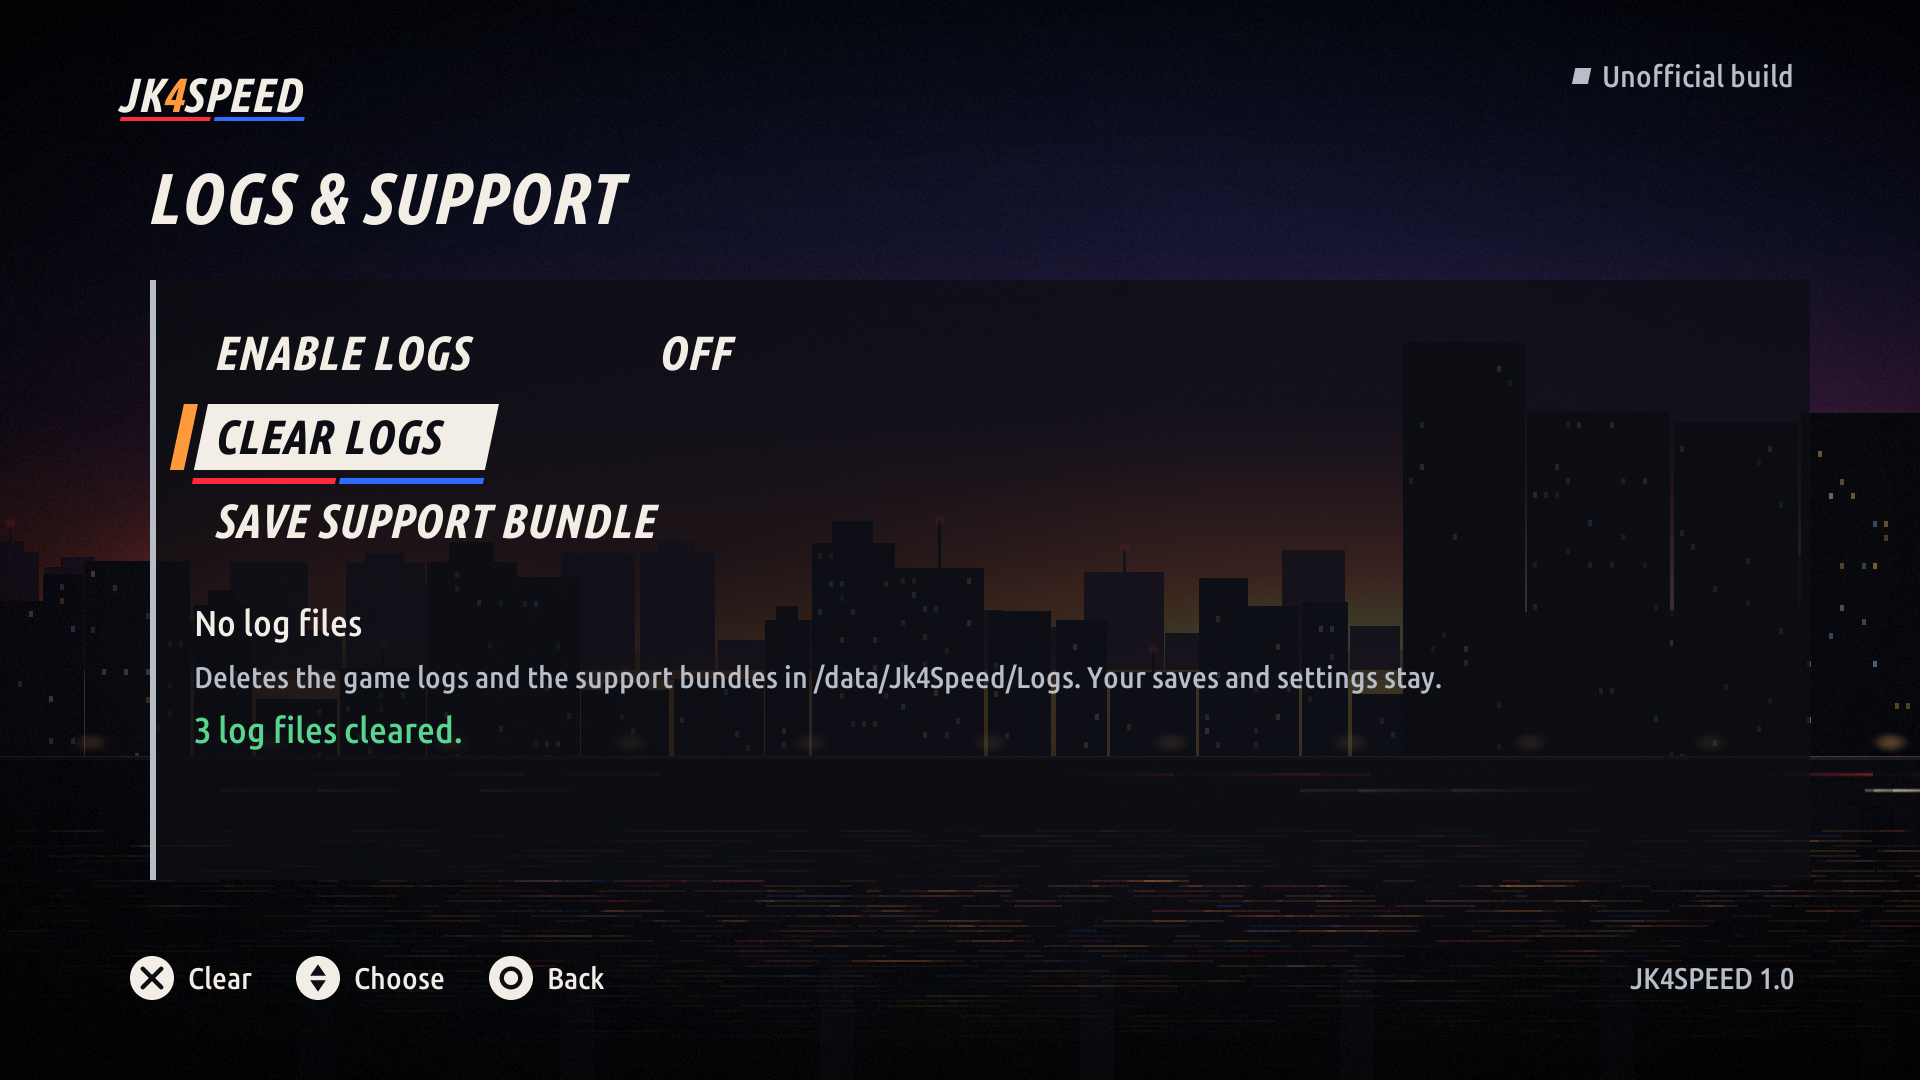 JK4SPEED
Unofficial build
LOGS & SUPPORT
ENABLE LOGS OFF
CLEAR LOGS
SAVE SUPPORT BUNDLE
No log files
Deletes the game logs and the support bundles in /data/Jk4Speed/Logs. Your saves and settings stay.
3 log files cleared.
Clear Choose Back
JK4SPEED 1.0